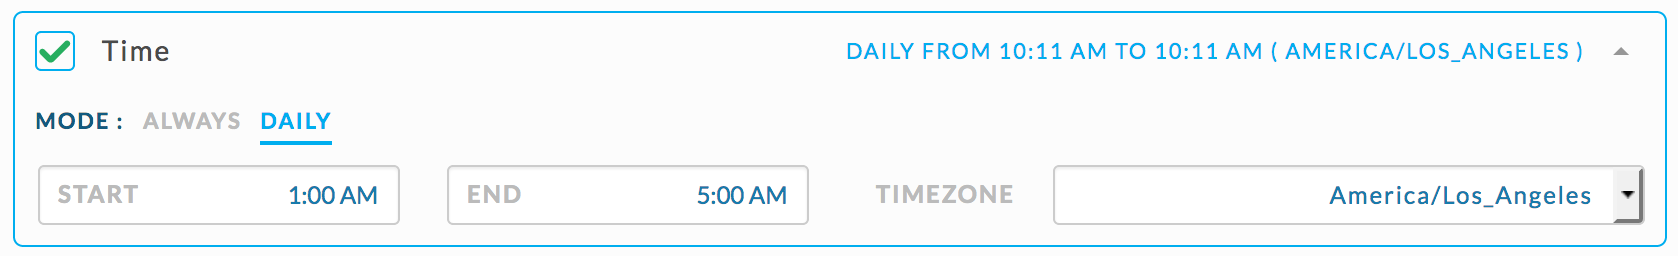 Time DAILY FROM 10:11 AM TO 10:11 AM ( AMERICA/LOS_ANGELES )
MODE : ALWAYS DAILY
START 1:00 AM END 5:00 AM TIMEZONE America/Los_Angeles